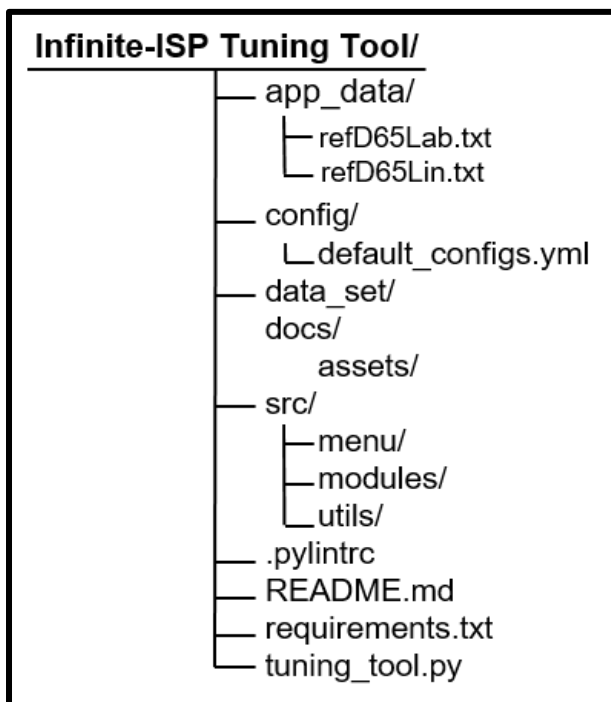 Infinite-ISP Tuning Tool/
app_data/
refD65Lab.txt
refD65Lin.txt
config/
default_configs.yml
data_set/
docs/
assets/
src/
menu/
modules/
utils/
.pylintrc
README.md
requirements.txt
tuning_tool.py